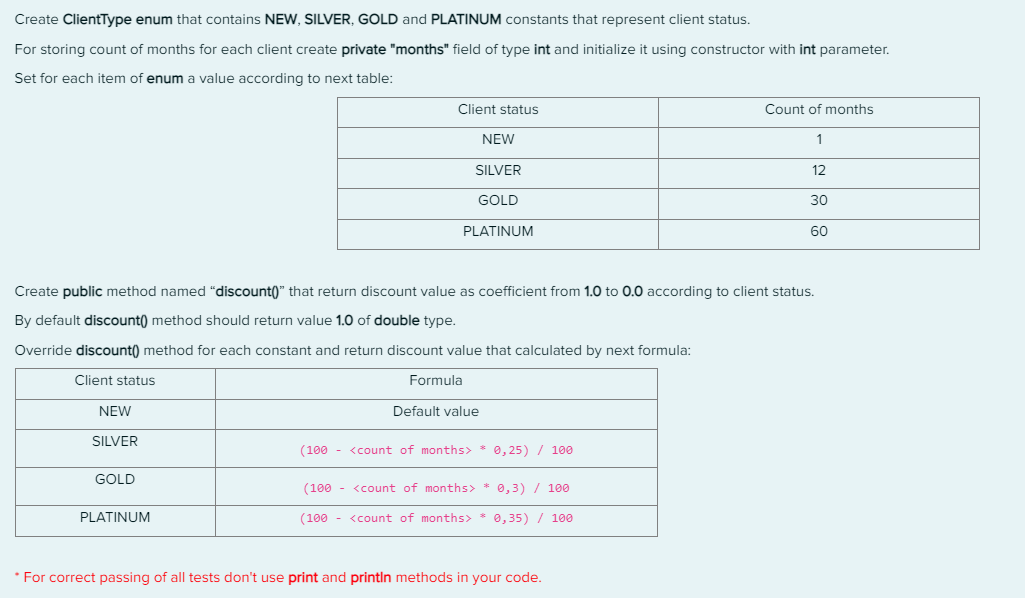 Create ClientType enum that contains NEW, SILVER, GOLD and PLATINUM constants that represent client status.
For storing count of months for each client create private "months" field of type int and initialize it using constructor with int parameter.
Set for each item of enum a value according to next table:
Client status Count of months
NEW 1
SILVER 12
GOLD 30
PLATINUM 60
Create public method named “discount()” that return discount value as coefficient from 1.0 to 0.0 according to client status.
By default discount() method should return value 1.0 of double type.
Override discount() method for each constant and return discount value that calculated by next formula:
Client status Formula
NEW Default value
SILVER (100 - <count of months> * 0,25) / 100
GOLD (100 - <count of months> * 0,3) / 100
PLATINUM (100 - <count of months> * 0,35) / 100
* For correct passing of all tests don't use print and println methods in your code.